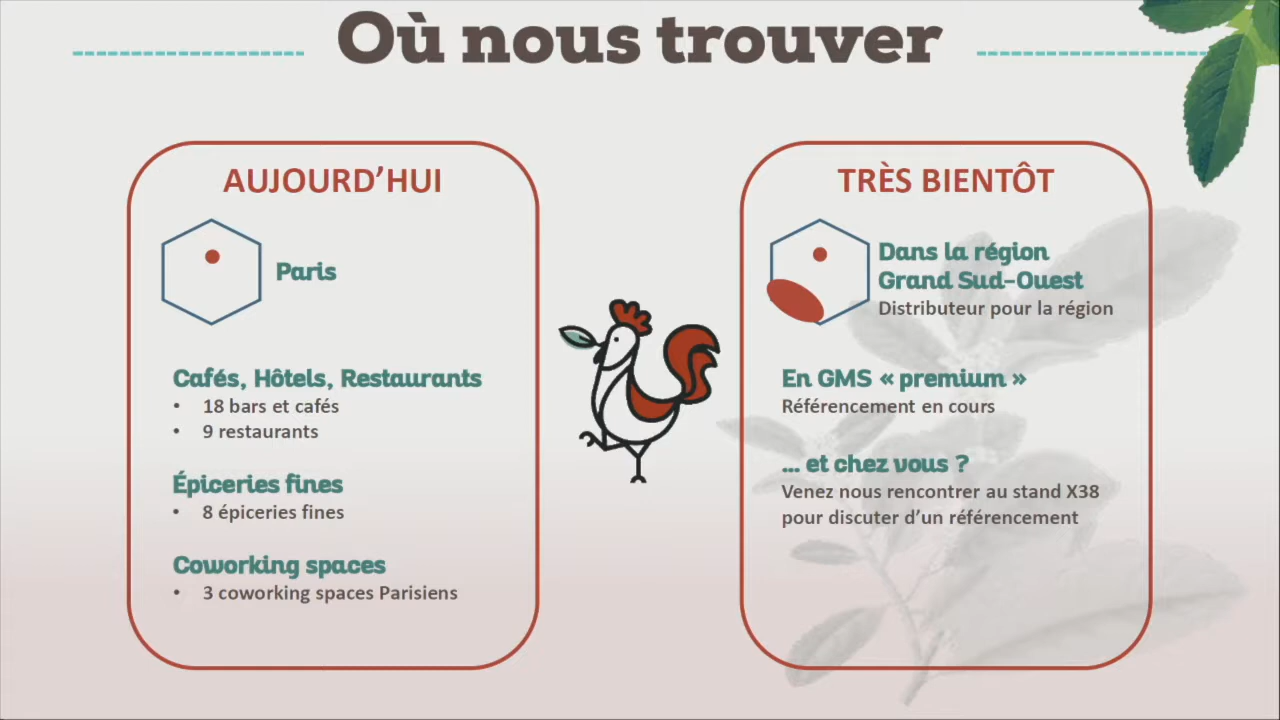 Où nous trouver
AUJOURD’HUI
Paris
Cafés, Hôtels, Restaurants
• 18 bars et cafés
• 9 restaurants
Épiceries fines
• 8 épiceries fines
Coworking spaces
• 3 coworking spaces Parisiens
TRÈS BIENTÔT
Dans la région
Grand Sud-Ouest
Distributeur pour la région
En GMS « premium »
Référencement en cours
... et chez vous ?
Venez nous rencontrer au stand X38
pour discuter d’un référencement